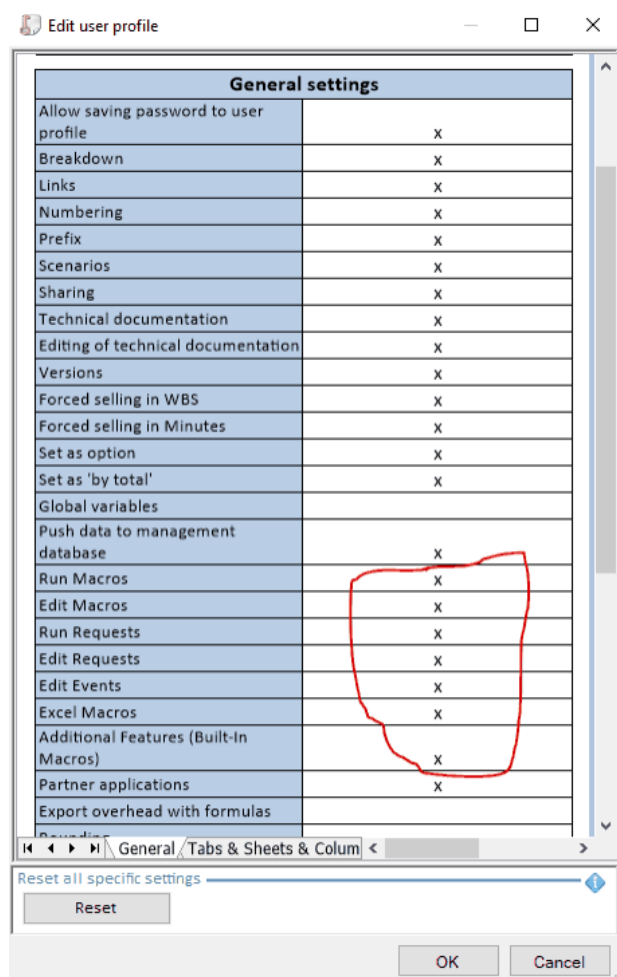 Edit user profile
General settings
Allow saving password to user
profile x
Breakdown x
Links x
Numbering x
Prefix x
Scenarios x
Sharing x
Technical documentation x
Editing of technical documentation x
Versions x
Forced selling in WBS x
Forced selling in Minutes x
Set as option x
Set as 'by total' x
Global variables
Push data to management
database x
Run Macros x
Edit Macros x
Run Requests x
Edit Requests x
Edit Events x
Excel Macros x
Additional Features (Built-In
Macros) x
Partner applications x
Export overhead with formulas
General Tabs & Sheets & Colum
Reset all specific settings
Reset
OK Cancel